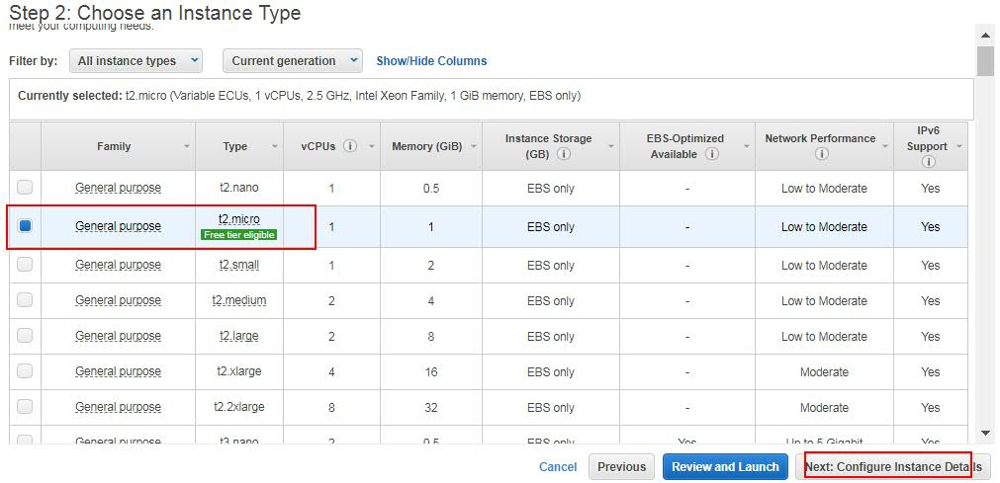 Step 2: Choose an Instance Type
meet your computing needs.
Filter by: All instance types Current generation Show/Hide Columns
Currently selected: t2.micro (Variable ECUs, 1 vCPUs, 2.5 GHz, Intel Xeon Family, 1 GiB memory, EBS only)
Family Type vCPUs Memory (GiB) Instance Storage (GB) EBS-Optimized Available Network Performance IPv6 Support
General purpose t2.nano 1 0.5 EBS only - Low to Moderate Yes
General purpose t2.micro Free tier eligible 1 1 EBS only - Low to Moderate Yes
General purpose t2.small 1 2 EBS only - Low to Moderate Yes
General purpose t2.medium 2 4 EBS only - Low to Moderate Yes
General purpose t2.large 2 8 EBS only - Low to Moderate Yes
General purpose t2.xlarge 4 16 EBS only - Moderate Yes
General purpose t2.2xlarge 8 32 EBS only - Moderate Yes
General purpose t3.nano 2 0.5 EBS only Yes Up to 5 Gigabit Yes
Cancel Previous Review and Launch Next: Configure Instance Details